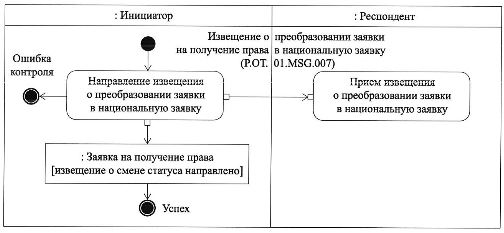 : Инициатор
: Респондент
Извещение о преобразовании заявки
на получение права в национальную заявку
(P.OT. 01.MSG.007)
Ошибка
контроля
Направление извещения
о преобразовании заявки
в национальную заявку
Прием извещения
о преобразовании заявки
в национальную заявку
: Заявка на получение права
[извещение о смене статуса направлено]
Успех